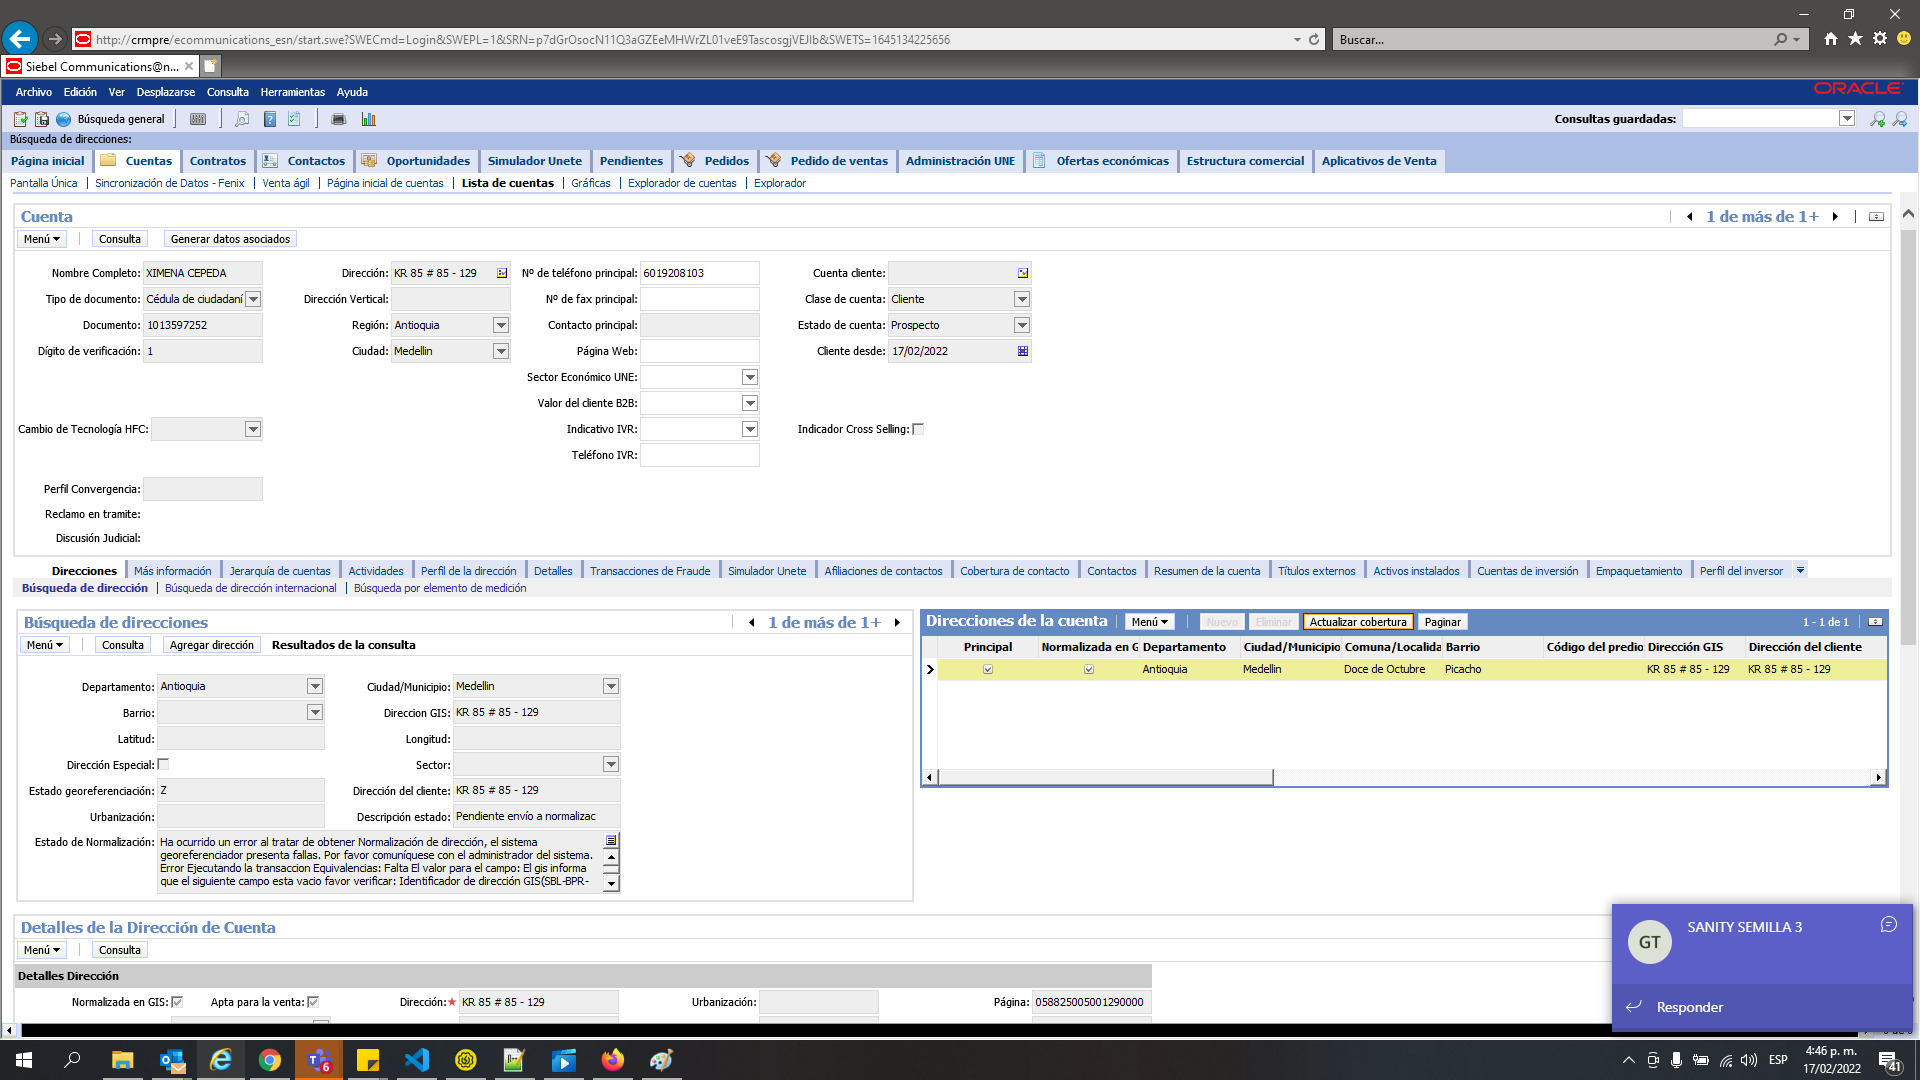 http://crmpre/ecommunications_esn/start.swe?SWECmd=Login&SWEPL=1&SRN=p7dGrOsocN11Q3aGZEeMHWrZL01veE9TascosgjVEJIb&SWETS=1645134225656
Buscar...
Siebel Communications@n...
Archivo Edición Ver Desplazarse Consulta Herramientas Ayuda
ORACLE
Búsqueda general
Consultas guardadas:
Búsqueda de direcciones:
Página inicial Cuentas Contratos Contactos Oportunidades Simulador Unete Pendientes Pedidos Pedido de ventas Administración UNE Ofertas económicas Estructura comercial Aplicativos de Venta
Pantalla Única Sincronización de Datos - Fenix Venta ágil Página inicial de cuentas Lista de cuentas Gráficas Explorador de cuentas Explorador
Cuenta
1 de más de 1+
Menú Consulta Generar datos asociados
Nombre Completo: XIMENA CEPEDA Dirección: KR 85 # 85 - 129 Nº de teléfono principal: 6019208103 Cuenta cliente:
Tipo de documento: Cédula de ciudadaní Dirección Vertical: Nº de fax principal: Clase de cuenta: Cliente
Documento: 1013597252 Región: Antioquia Contacto principal: Estado de cuenta: Prospecto
Dígito de verificación: 1 Ciudad: Medellin Página Web: Cliente desde: 17/02/2022
Sector Económico UNE:
Valor del cliente B2B:
Cambio de Tecnología HFC: Indicativo IVR: Indicador Cross Selling:
Teléfono IVR:
Perfil Convergencia:
Reclamo en tramite:
Discusión Judicial:
Direcciones Más información Jerarquía de cuentas Actividades Perfil de la dirección Detalles Transacciones de Fraude Simulador Unete Afiliaciones de contactos Cobertura de contacto Contactos Resumen de la cuenta Títulos externos Activos instalados Cuentas de inversión Empaquetamiento Perfil del inversor
Búsqueda de dirección Búsqueda de dirección internacional Búsqueda por elemento de medición
Búsqueda de direcciones
1 de más de 1+
Menú Consulta Agregar dirección Resultados de la consulta
Departamento: Antioquia Ciudad/Municipio: Medellin
Barrio: Direccion GIS: KR 85 # 85 - 129
Latitud: Longitud:
Dirección Especial: Sector:
Estado georeferenciación: Z Dirección del cliente: KR 85 # 85 - 129
Urbanización: Descripción estado: Pendiente envío a normalizac
Estado de Normalización: Ha ocurrido un error al tratar de obtener Normalización de dirección, el sistema
georeferenciador presenta fallas. Por favor comuníquese con el administrador del sistema.
Error Ejecutando la transaccion Equivalencias: Falta El valor para el campo: El gis informa
que el siguiente campo esta vacio favor verificar: Identificador de dirección GIS(SBL-BPR-
Direcciones de la cuenta
Menú Nuevo Eliminar Actualizar cobertura Paginar
1 - 1 de 1
Principal Normalizada en G Departamento Ciudad/Municipio Comuna/Localida Barrio Código del predio Dirección GIS Dirección del cliente
Antioquia Medellin Doce de Octubre Picacho KR 85 # 85 - 129 KR 85 # 85 - 129
Detalles de la Dirección de Cuenta
Menú Consulta
Detalles Dirección
Normalizada en GIS: Apta para la venta: Dirección:* KR 85 # 85 - 129 Urbanización: Página: 058825005001290000
GT
SANITY SEMILLA 3
Responder
6
ESP
4:46 p. m.
17/02/2022
41